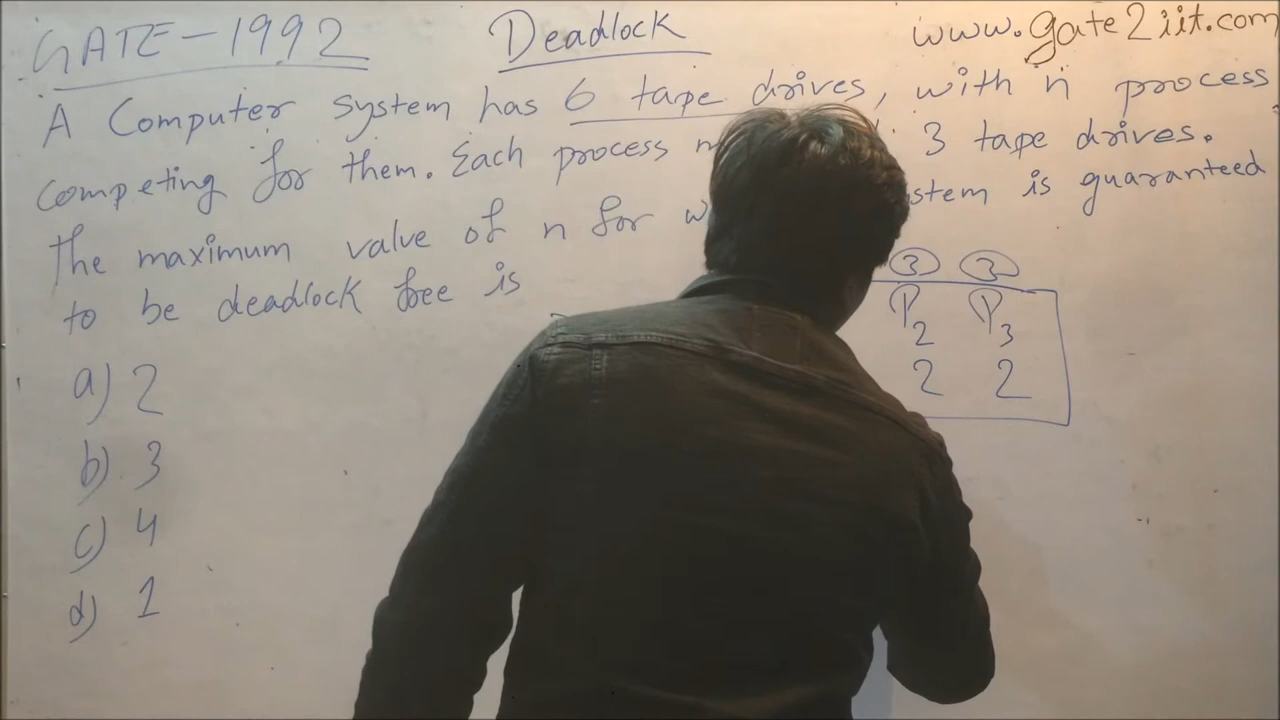 GATE-1992 Deadlock www.gate2iit.com
A Computer system has 6 tape drives, with n process
competing for them. Each process 3 tape drives.
The maximum value of n for is guaranteed
to be deadlock free is
3 3
P2 P3
2 2
a) 2
b) 3
c) 4
d) 1